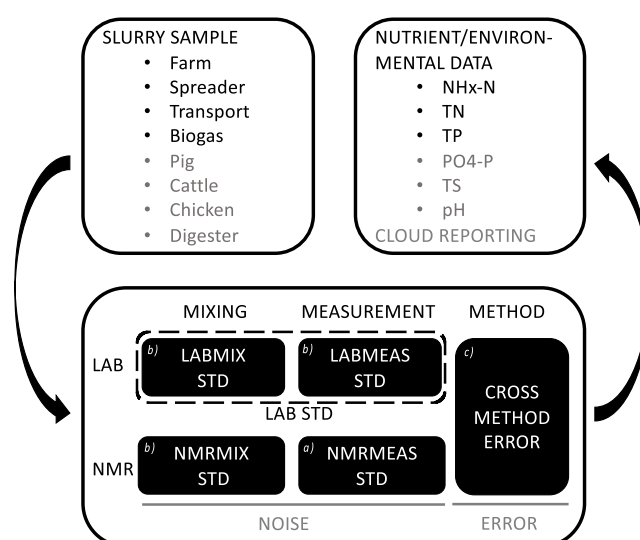 SLURRY SAMPLE
• Farm
• Spreader
• Transport
• Biogas
• Pig
• Cattle
• Chicken
• Digester
NUTRIENT/ENVIRON-
MENTAL DATA
• NHx-N
• TN
• TP
• PO4-P
• TS
• pH
CLOUD REPORTING
MIXING MEASUREMENT METHOD
LAB
b) LABMIX
STD
b) LABMEAS
STD
LAB STD
NMR
b) NMRMIX
STD
a) NMRMEAS
STD
c)
CROSS
METHOD
ERROR
NOISE ERROR